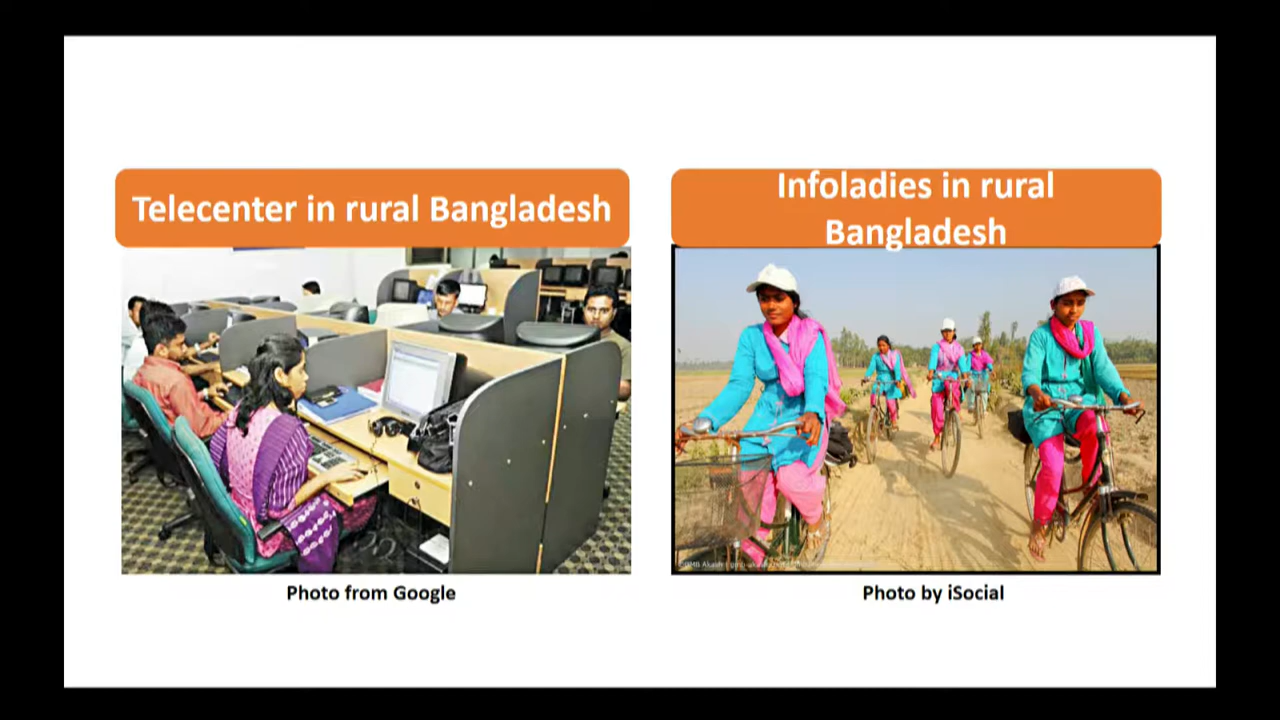 Telecenter in rural Bangladesh
Infoladies in rural
Bangladesh
Photo from Google
Photo by iSocial